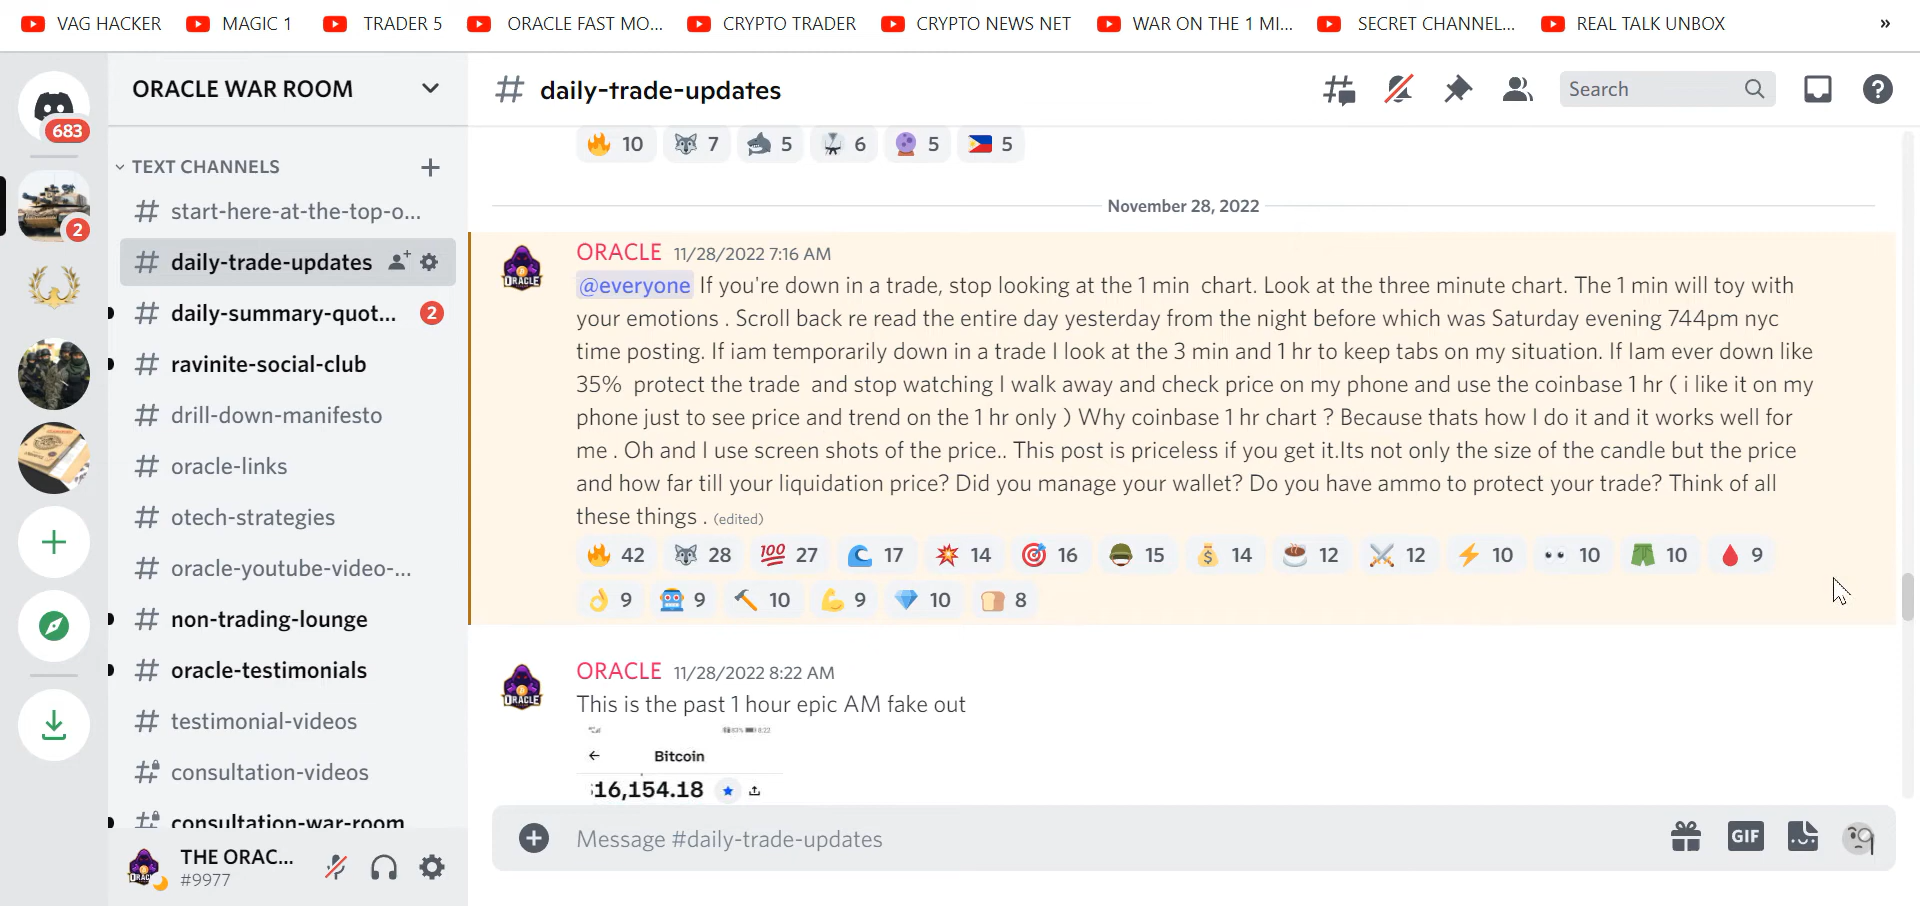 VAG HACKER MAGIC 1 TRADER 5 ORACLE FAST MO... CRYPTO TRADER CRYPTO NEWS NET WAR ON THE 1 MI... SECRET CHANNEL... REAL TALK UNBOX »
683
2
ORACLE WAR ROOM
TEXT CHANNELS
# start-here-at-the-top-o...
# daily-trade-updates
# daily-summary-quot... 2
# ravinite-social-club
# drill-down-manifesto
# oracle-links
# otech-strategies
# oracle-youtube-video-...
# non-trading-lounge
# oracle-testimonials
# testimonial-videos
# consultation-videos
# consultation-war-room
THE ORAC...
#9977
# daily-trade-updates
Search
10 7 5 6 5 5
November 28, 2022
ORACLE 11/28/2022 7:16 AM
@everyone If you're down in a trade, stop looking at the 1 min chart. Look at the three minute chart. The 1 min will toy with
your emotions . Scroll back re read the entire day yesterday from the night before which was Saturday evening 744pm nyc
time posting. If iam temporarily down in a trade I look at the 3 min and 1 hr to keep tabs on my situation. If Iam ever down like
35% protect the trade and stop watching I walk away and check price on my phone and use the coinbase 1 hr ( i like it on my
phone just to see price and trend on the 1 hr only ) Why coinbase 1 hr chart ? Because thats how I do it and it works well for
me . Oh and I use screen shots of the price.. This post is priceless if you get it.Its not only the size of the candle but the price
and how far till your liquidation price? Did you manage your wallet? Do you have ammo to protect your trade? Think of all
these things . (edited)
42 28 100 27 17 14 16 15 14 12 12 10 10 10 9
9 9 10 9 10 8
ORACLE 11/28/2022 8:22 AM
This is the past 1 hour epic AM fake out
Bitcoin
16,154.18
Message #daily-trade-updates
GIF
ORACLE
ORACLE